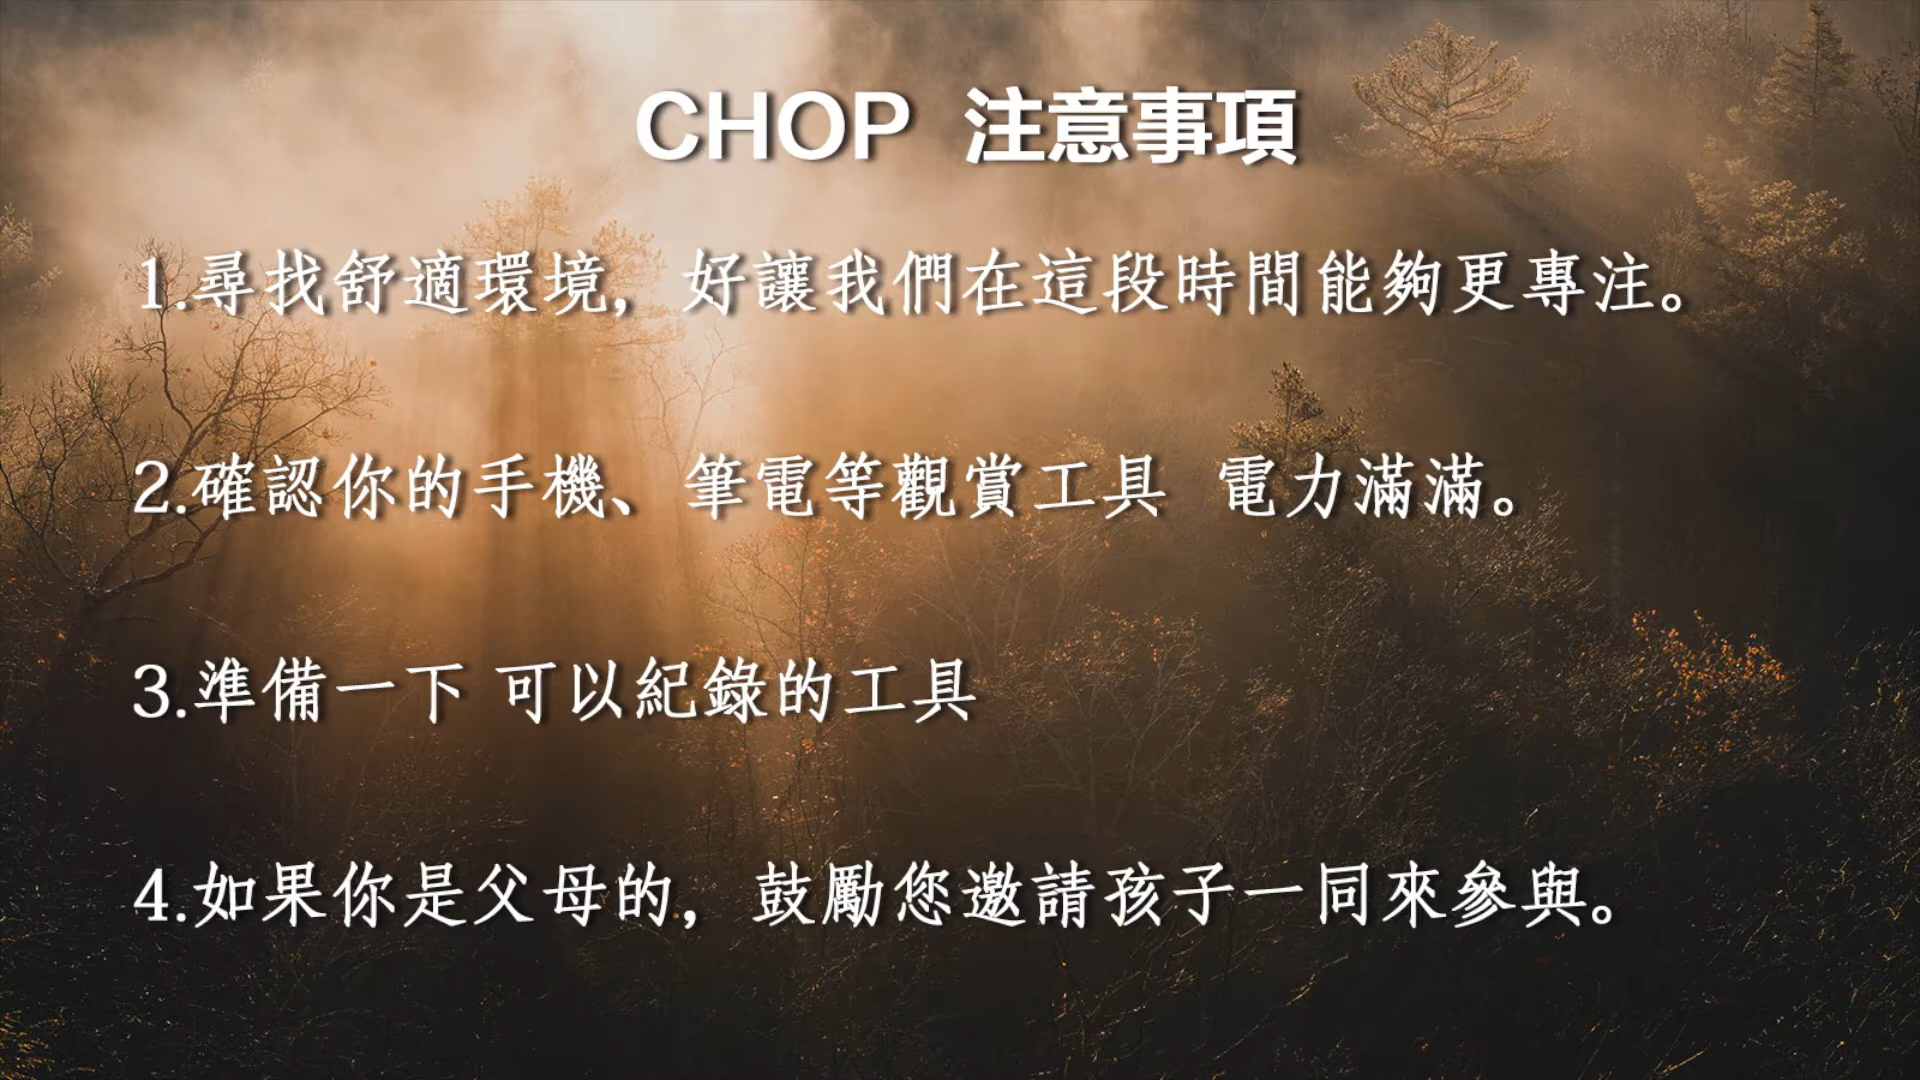 CHOP 注意事項
1.尋找舒適環境，好讓我們在這段時間能夠更專注。
2.確認你的手機、筆電等觀賞工具 電力滿滿。
3.準備一下 可以紀錄的工具
4.如果你是父母的，鼓勵您邀請孩子一同來參與。